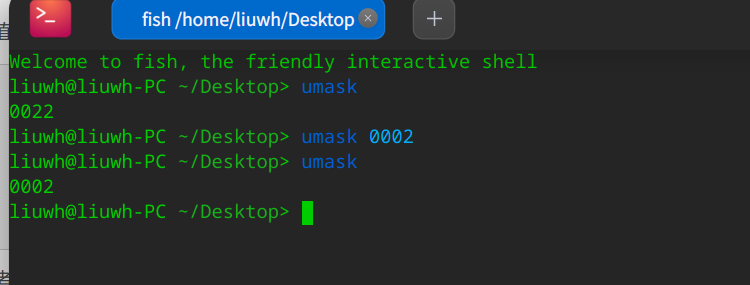 fish /home/liuwh/Desktop
Welcome to fish, the friendly interactive shell
liuwh@liuwh-PC ~/Desktop> umask
0022
liuwh@liuwh-PC ~/Desktop> umask 0002
liuwh@liuwh-PC ~/Desktop> umask
0002
liuwh@liuwh-PC ~/Desktop>